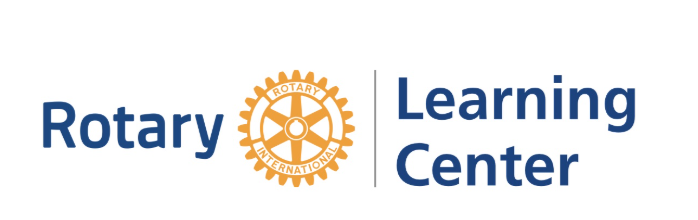 Rotary
ROTARY
INTERNATIONAL
Learning
Center